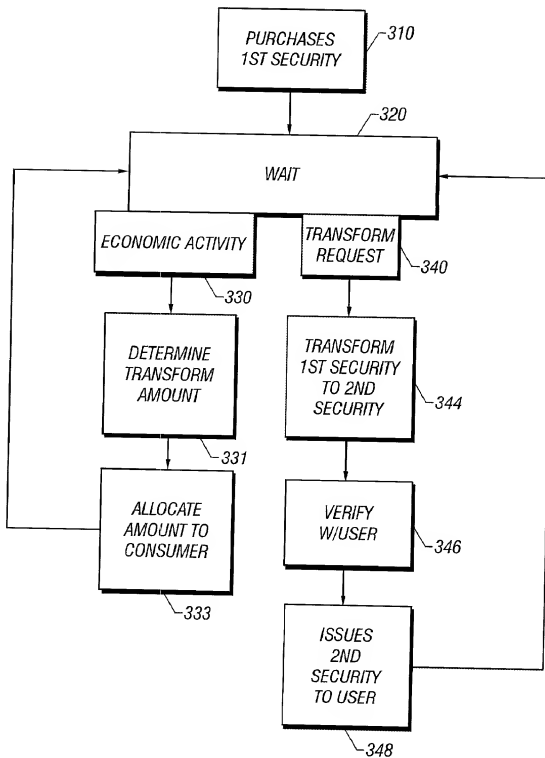 PURCHASES
1ST SECURITY
310
320
WAIT
ECONOMIC ACTIVITY
330
TRANSFORM
REQUEST
340
DETERMINE
TRANSFORM
AMOUNT
331
TRANSFORM
1ST SECURITY
TO 2ND
SECURITY
344
ALLOCATE
AMOUNT TO
CONSUMER
333
VERIFY
W/USER
346
ISSUES
2ND
SECURITY
TO USER
348